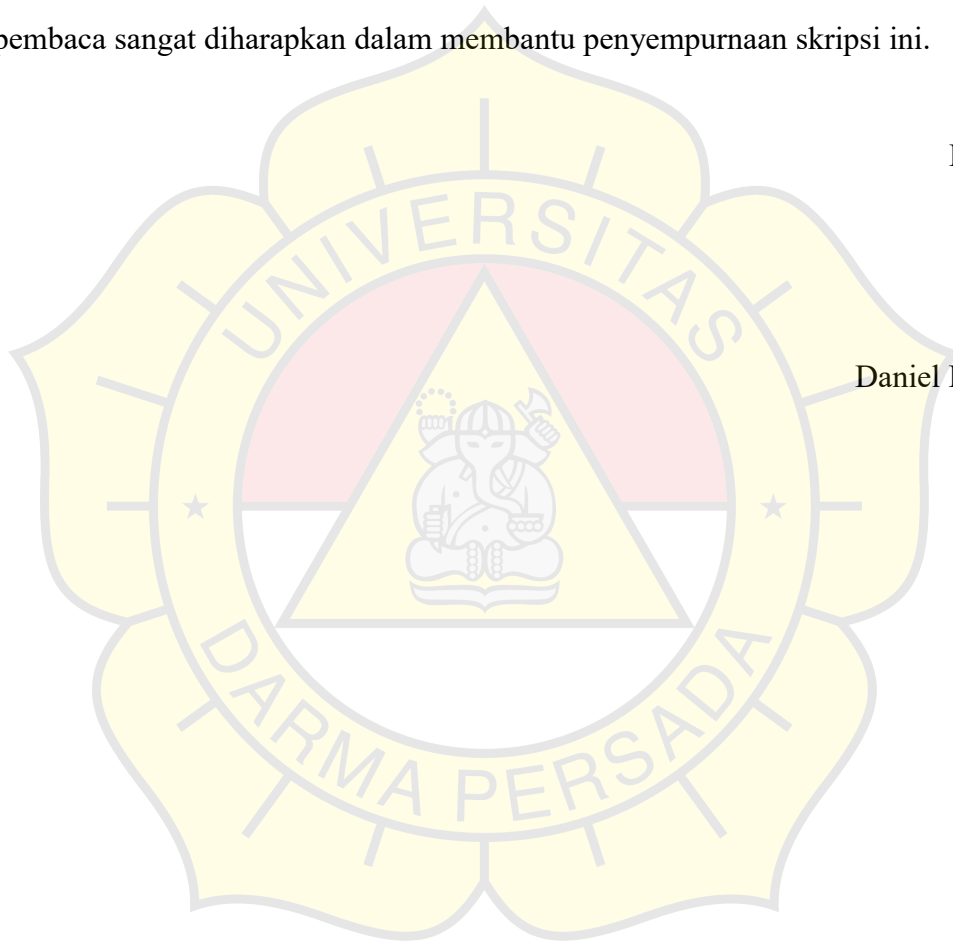 pembaca sangat diharapkan dalam membantu penyempurnaan skripsi ini.
Daniel
UNIVERSITAS
DARMA PERSADA